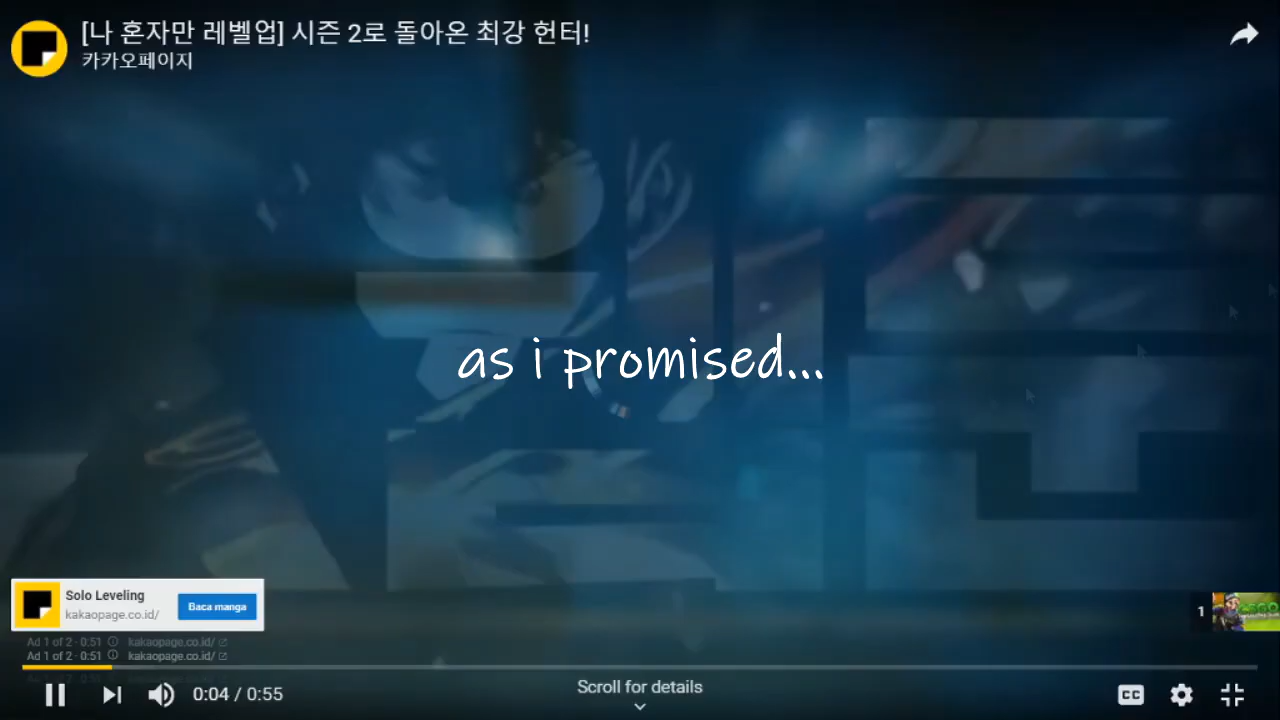 [나 혼자만 레벨업] 시즌 2로 돌아온 최강 헌터!
카카오페이지
as i promised...
Solo Leveling
kakaopage.co.id/
Baca manga
1
Ad 1 of 2 · 0:51 kakaopage.co.id/
Ad 1 of 2 · 0:51 kakaopage.co.id/
0:04 / 0:55
Scroll for details
CC